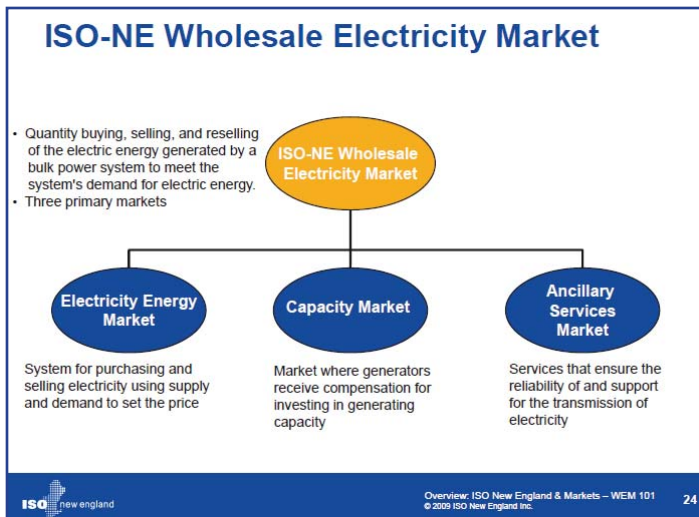 ISO-NE Wholesale Electricity Market
• Quantity buying, selling, and reselling
of the electric energy generated by a
bulk power system to meet the
system's demand for electric energy.
• Three primary markets
ISO-NE Wholesale
Electricity Market
Electricity Energy
Market
System for purchasing and
selling electricity using supply
and demand to set the price
Capacity Market
Market where generators
receive compensation for
investing in generating
capacity
Ancillary
Services
Market
Services that ensure the
reliability of and support
for the transmission of
electricity
ISO new england
Overview: ISO New England & Markets – WEM 101
© 2009 ISO New England Inc.
24